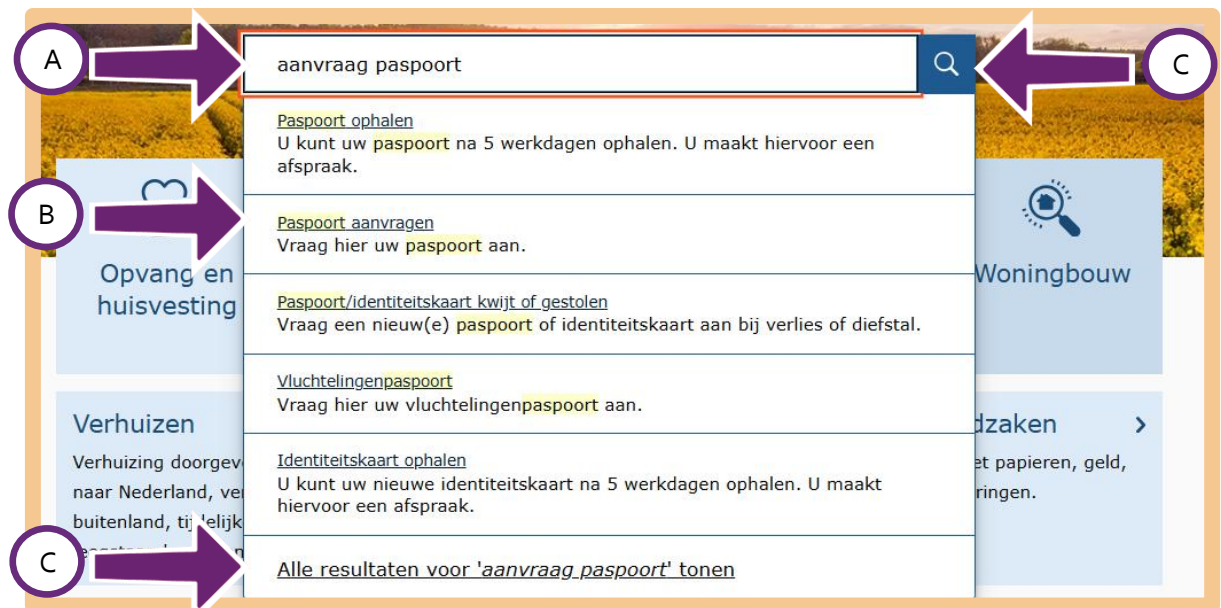 A
aanvraag paspoort
C
Paspoort ophalen
U kunt uw paspoort na 5 werkdagen ophalen. U maakt hiervoor een
afspraak.
B
Paspoort aanvragen
Vraag hier uw paspoort aan.
Opvang en
huisvesting
Woningbouw
Paspoort/identiteitskaart kwijt of gestolen
Vraag een nieuw(e) paspoort of identiteitskaart aan bij verlies of diefstal.
Vluchtelingenpaspoort
Vraag hier uw vluchtelingenpaspoort aan.
Verhuizen
Verhuizing
naar Nederland,
buitenland,
dzaken
et papieren, geld,
ringen.
Identiteitskaart ophalen
U kunt uw nieuwe identiteitskaart na 5 werkdagen ophalen. U maakt
hiervoor een afspraak.
C
Alle resultaten voor 'aanvraag paspoort' tonen